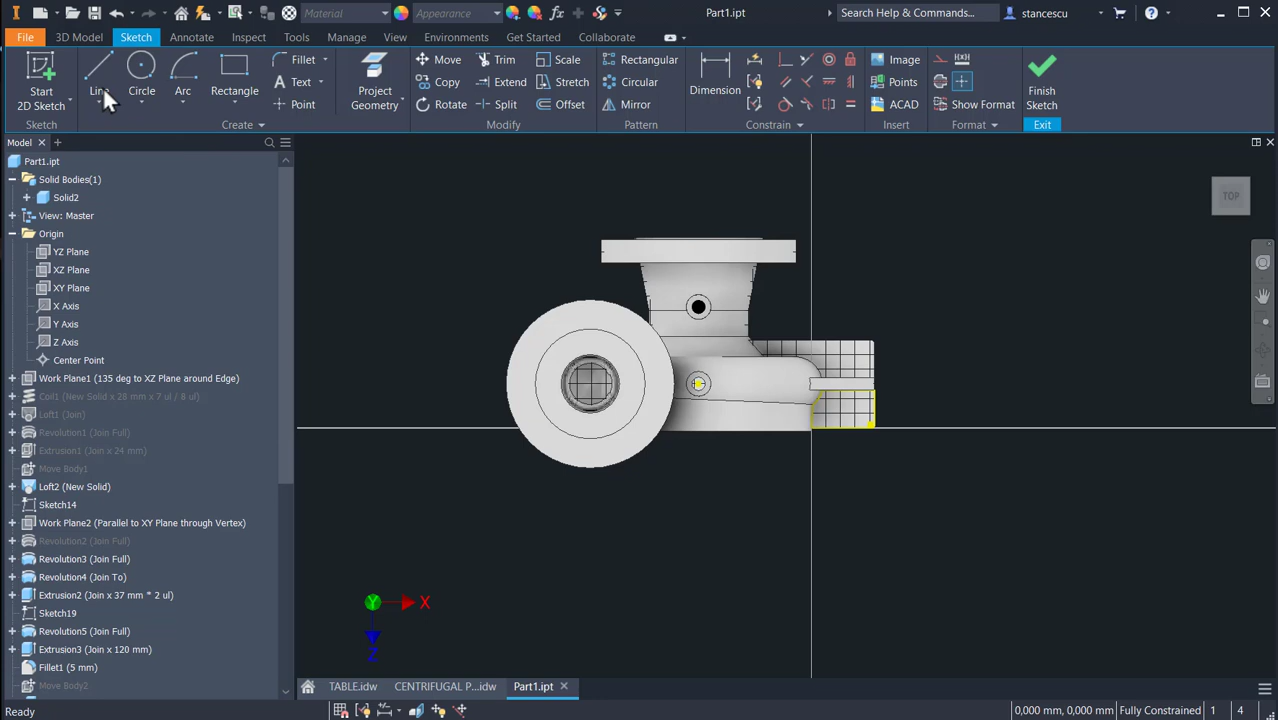 Material
Appearance
Part1.ipt
Search Help & Commands...
stancescu
File
3D Model
Sketch
Annotate
Inspect
Tools
Manage
View
Environments
Get Started
Collaborate
Start
2D Sketch
Line
Circle
Arc
Rectangle
Fillet
Text
Point
Project
Geometry
Move
Trim
Scale
Copy
Extend
Stretch
Rotate
Split
Offset
Rectangular
Circular
Mirror
Dimension
Image
Points
ACAD
Show Format
Finish
Sketch
Sketch
Create
Modify
Pattern
Constrain
Insert
Format
Exit
Model
Part1.ipt
Solid Bodies(1)
Solid2
View: Master
Origin
YZ Plane
XZ Plane
XY Plane
X Axis
Y Axis
Z Axis
Center Point
Work Plane1 (135 deg to XZ Plane around Edge)
Coil1 (New Solid x 28 mm x 7 ul / 8 ul)
Loft1 (Join)
Revolution1 (Join Full)
Extrusion1 (Join x 24 mm)
Move Body1
Loft2 (New Solid)
Sketch14
Work Plane2 (Parallel to XY Plane through Vertex)
Revolution2 (Join Full)
Revolution3 (Join Full)
Revolution4 (Join To)
Extrusion2 (Join x 37 mm * 2 ul)
Sketch19
Revolution5 (Join Full)
Extrusion3 (Join x 120 mm)
Fillet1 (5 mm)
Move Body2
TOP
Y
X
Z
TABLE.idw
CENTRIFUGAL P...idw
Part1.ipt
Ready
0,000 mm, 0,000 mm
Fully Constrained
1
4